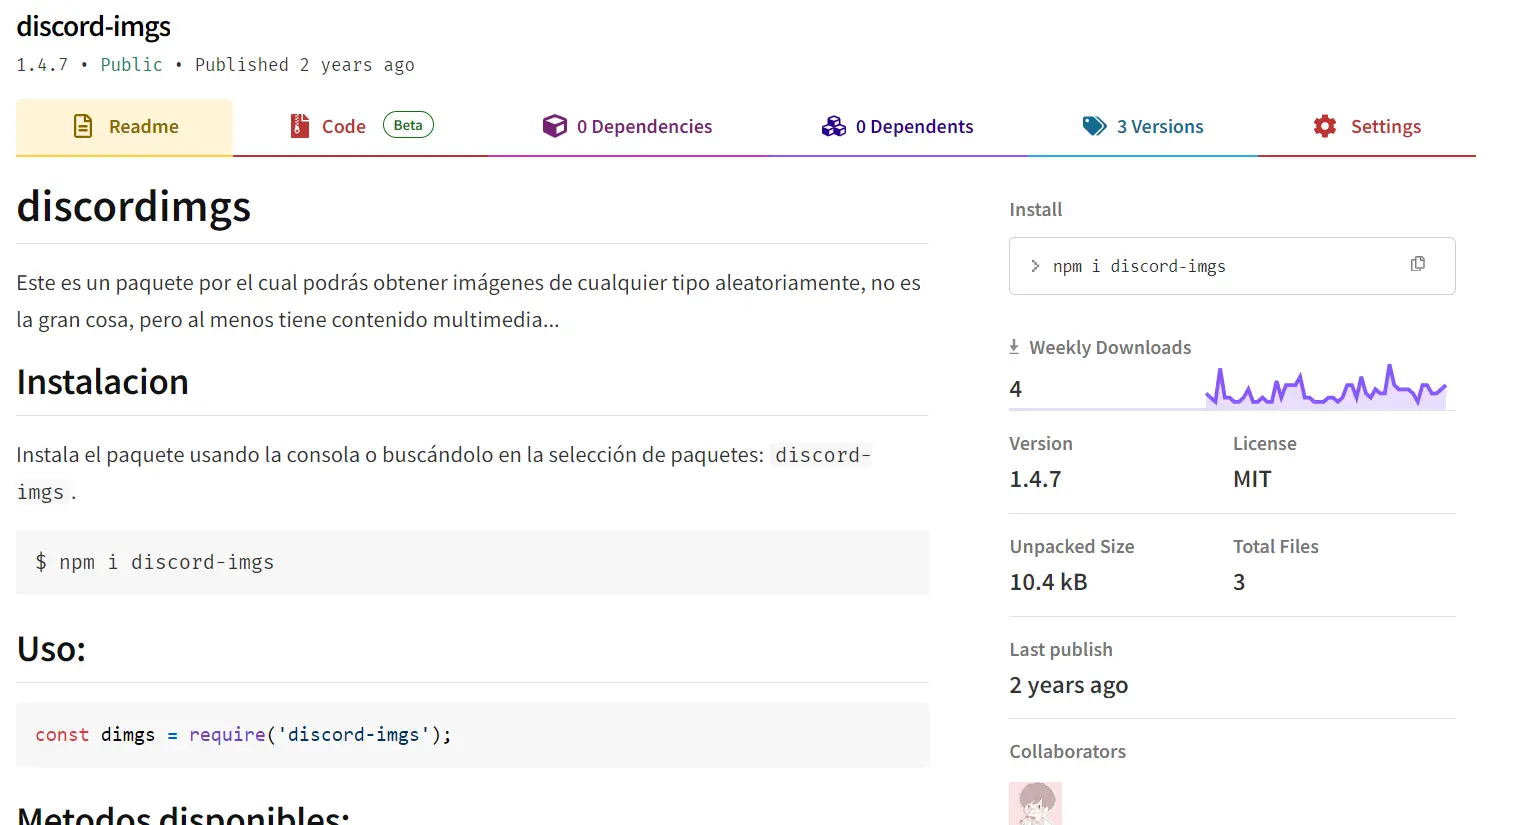 discord-imgs
1.4.7 • Public • Published 2 years ago
Readme
Code Beta
0 Dependencies
0 Dependents
3 Versions
Settings
discordimgs
Este es un paquete por el cual podrás obtener imágenes de cualquier tipo aleatoriamente, no es
la gran cosa, pero al menos tiene contenido multimedia...
Instalacion
Instala el paquete usando la consola o buscándolo en la selección de paquetes: discord-
imgs .
$ npm i discord-imgs
Uso:
const dimgs = require('discord-imgs');
Metodos disponibles:
Install
> npm i discord-imgs
Weekly Downloads
4
Version
1.4.7
License
MIT
Unpacked Size
10.4 kB
Total Files
3
Last publish
2 years ago
Collaborators